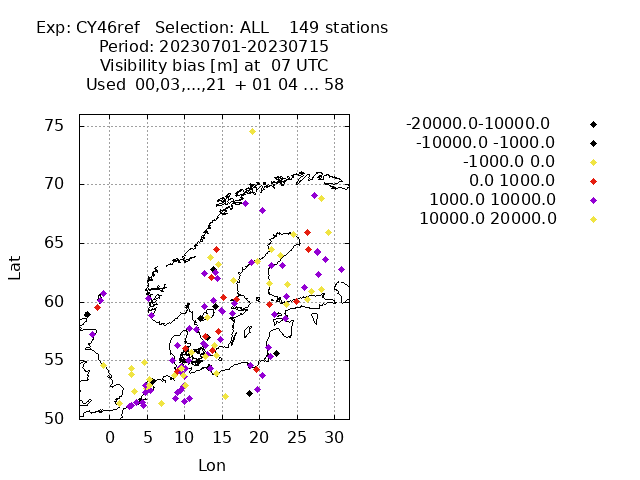 Exp: CY46ref   Selection: ALL    149 stations
Period: 20230701-20230715
Visibility bias [m] at  07 UTC
Used  00,03,...,21  + 01 04 ... 58
-20000.0-10000.0
-10000.0 -1000.0
-1000.0 0.0
0.0 1000.0
1000.0 10000.0
10000.0 20000.0
75
70
65
60
55
50
Lat
0 5 10 15 20 25 30
Lon